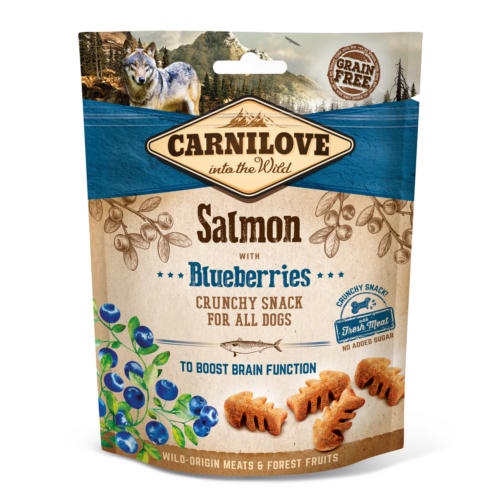 GRAIN
FREE
CARNILOVE
into the Wild
Salmon
WITH
Blueberries
CRUNCHY SNACK
FOR ALL DOGS
CRUNCHY SNACK!
with
Fresh Meat
NO ADDED SUGAR
TO BOOST BRAIN FUNCTION
WILD-ORIGIN MEATS & FOREST FRUITS